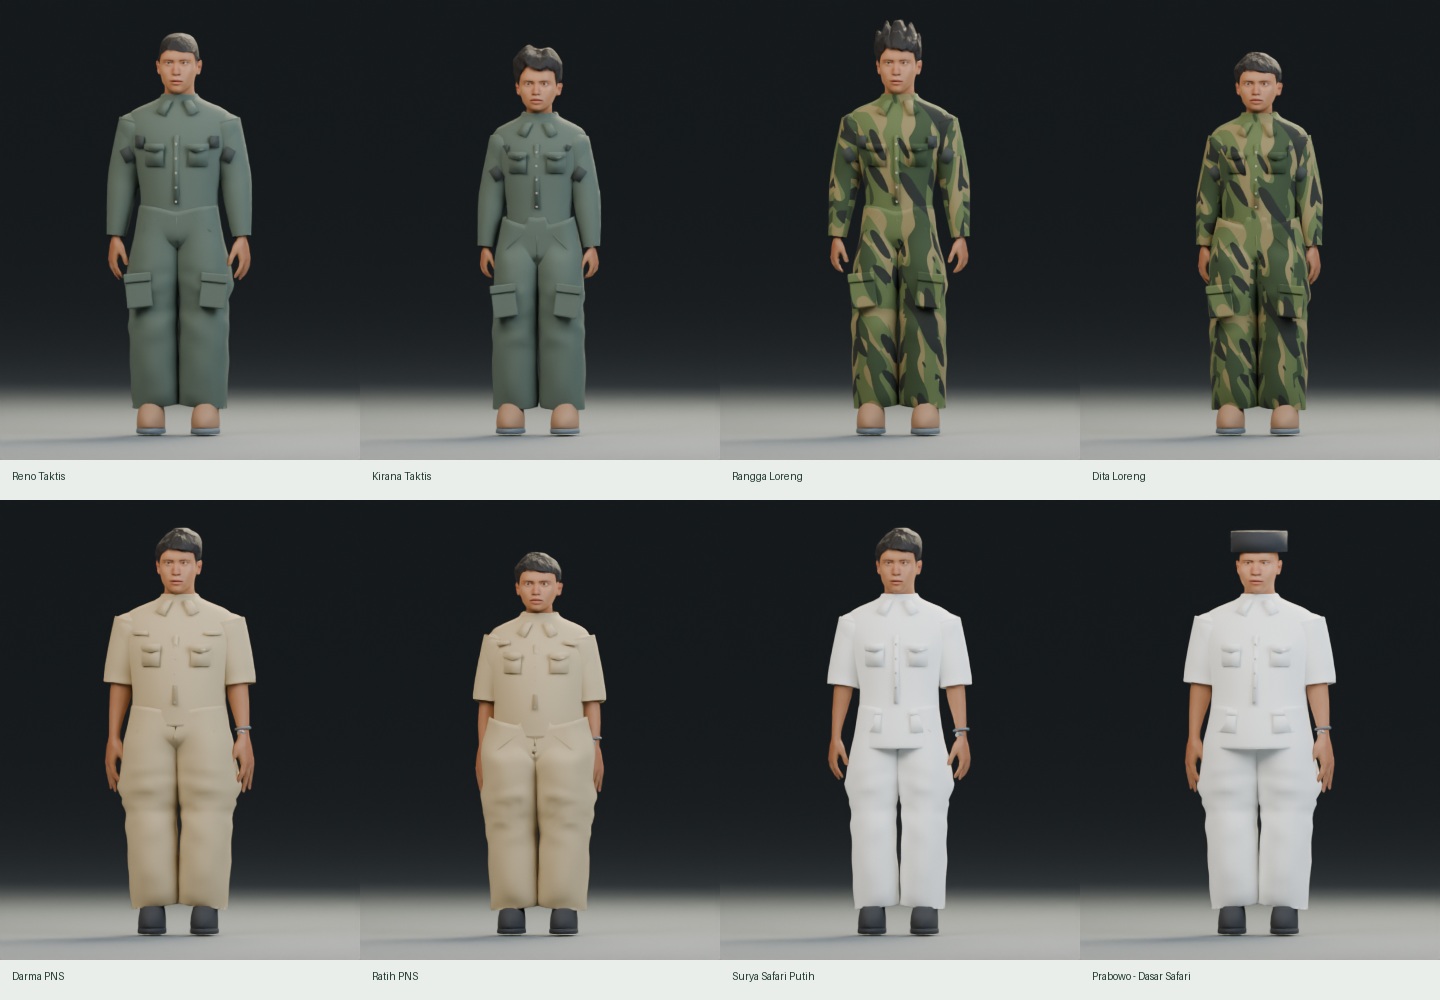 Reno Taktis
Kirana Taktis
Rangga Loreng
Dita Loreng
Darma PNS
Ratih PNS
Surya Safari Putih
Prabowo - Dasar Safari